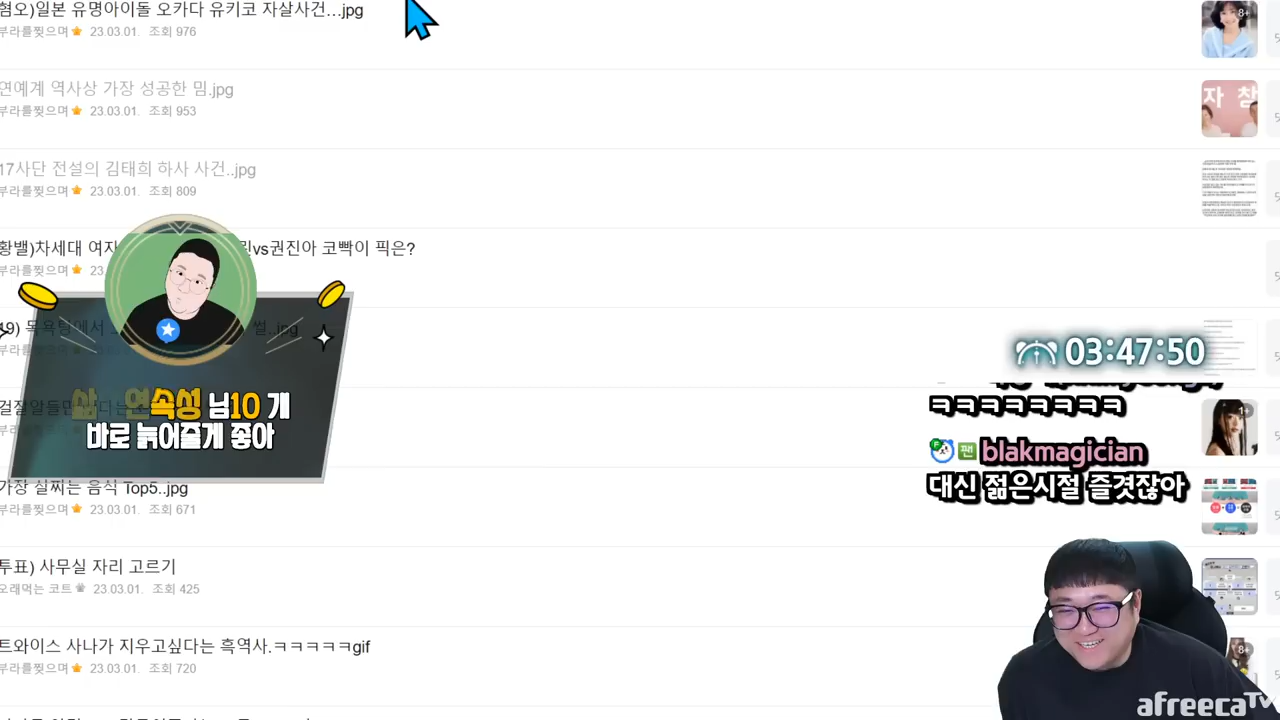 혐오)일본 유명아이돌 오카다 유키코 자살사건...jpg
부라를찢으며 23.03.01. 조회 976
8+
연예계 역사상 가장 성공한 밈.jpg
부라를찢으며 23.03.01. 조회 953
자 창
17사단 전설의 김태희 하사 사건..jpg
부라를찢으며 23.03.01. 조회 809
황밸)차세대 여자 vs권진아 코빡이 픽은?
부라를찢으며 23
썰..jpg
03:47:50
님10 개
바로 늙어줄게 좋아
ㅋㅋㅋㅋㅋㅋㅋㅋ
1+
팬 blakmagician
대신 젊은시절 즐겻잖아
가장 살찌는 음식 Top5..jpg
부라를찢으며 23.03.01. 조회 671
투표) 사무실 자리 고르기
오래먹는 코트 23.03.01. 조회 425
트와이스 사나가 지우고싶다는 흑역사.ㅋㅋㅋㅋㅋgif
부라를찢으며 23.03.01. 조회 720
8+
afreecaTV